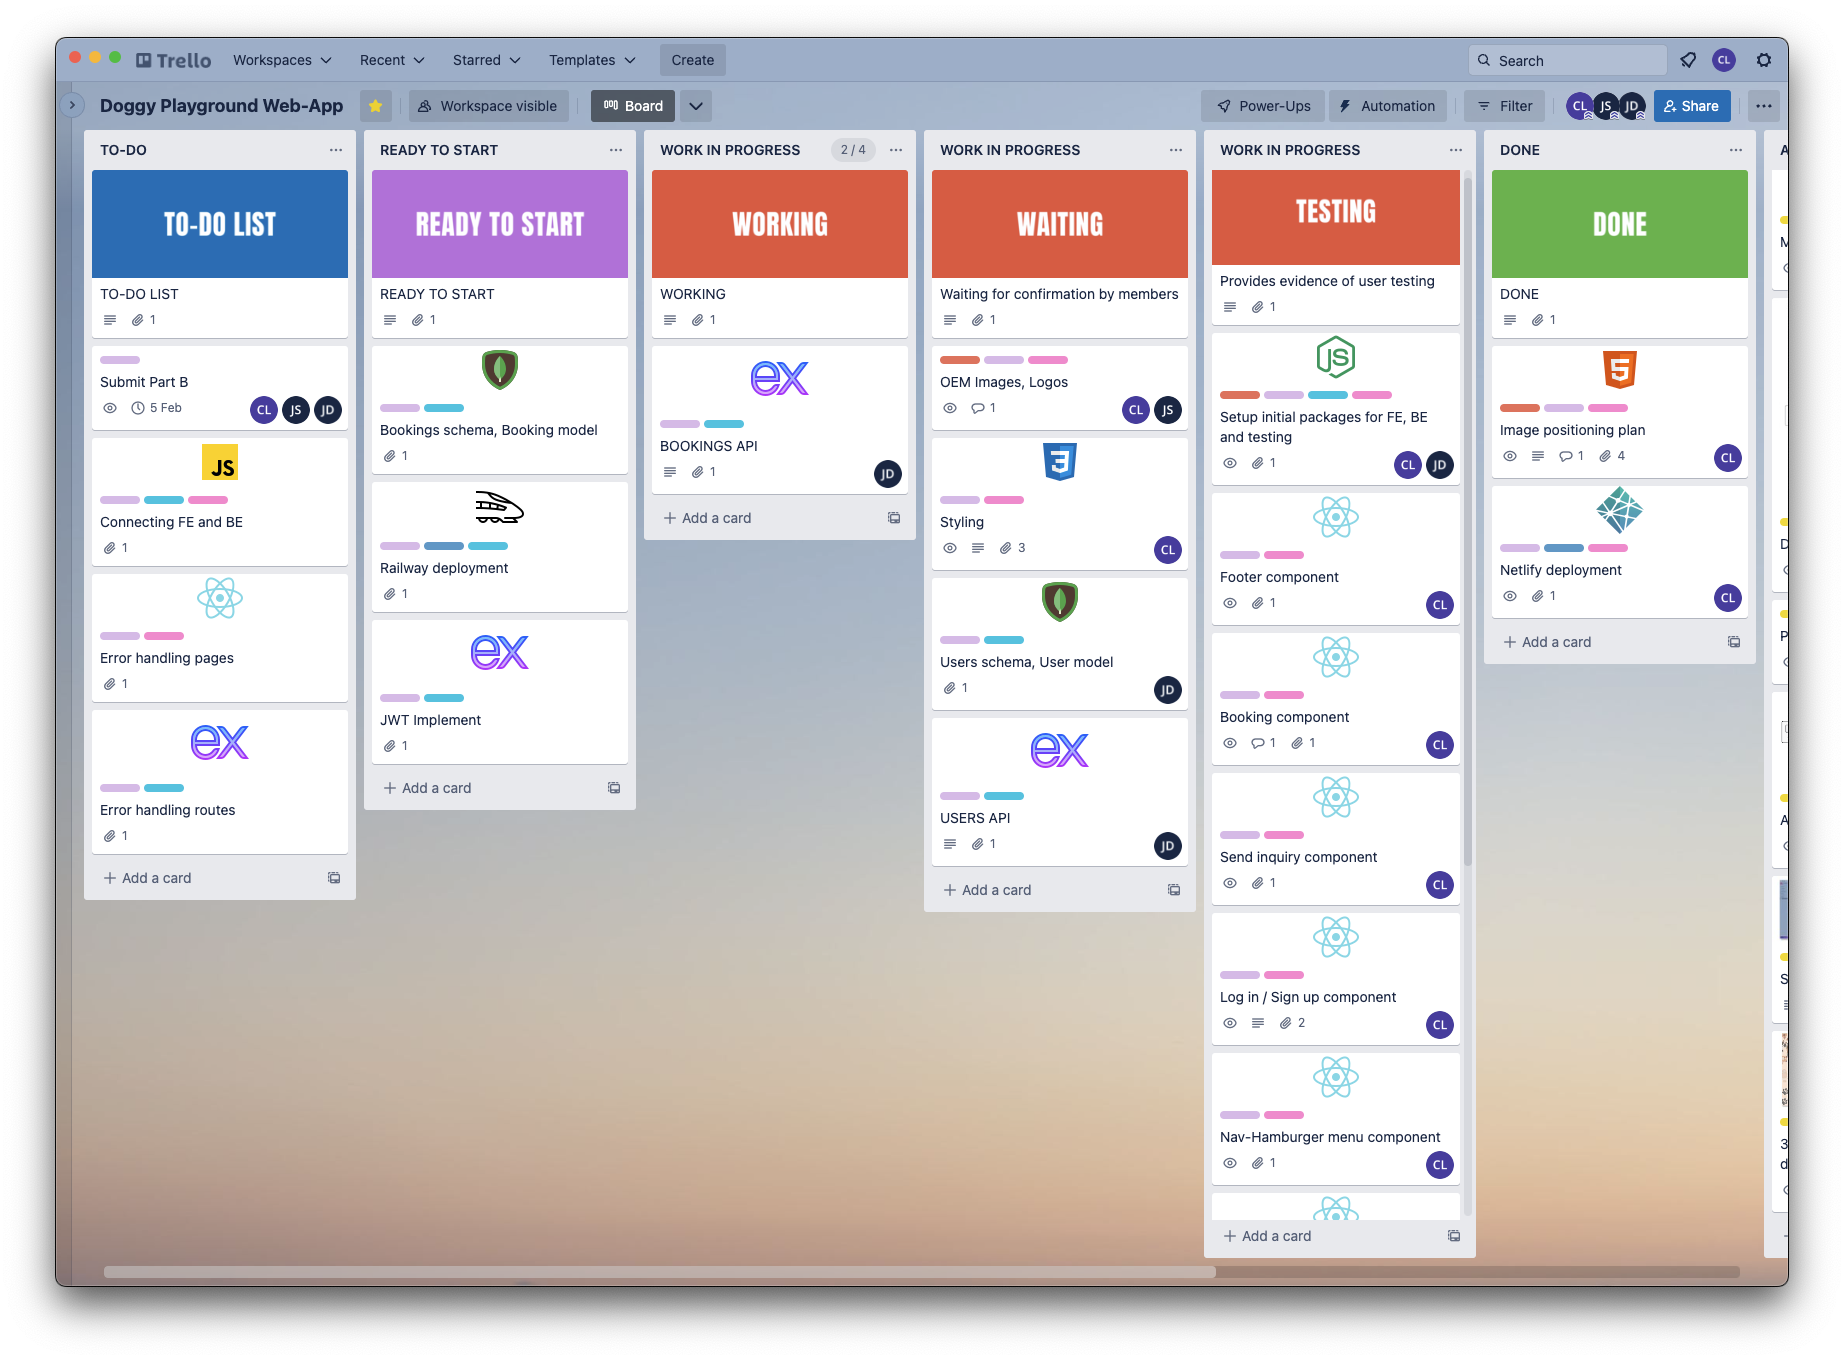 Trello
Workspaces
Recent
Starred
Templates
Create
Search
CL
Doggy Playground Web-App
Workspace visible
Board
Power-Ups
Automation
Filter
CL
JS
JD
Share
TO-DO
TO-DO LIST
TO-DO LIST
1
Submit Part B
5 Feb
CL
JS
JD
JS
Connecting FE and BE
1
Error handling pages
1
ex
Error handling routes
1
Add a card
READY TO START
READY TO START
READY TO START
1
Bookings schema, Booking model
1
Railway deployment
1
ex
JWT Implement
1
Add a card
WORK IN PROGRESS
2 / 4
WORKING
WORKING
1
ex
BOOKINGS API
1
JD
Add a card
WORK IN PROGRESS
WAITING
Waiting for confirmation by members
1
OEM Images, Logos
1
CL
JS
3
Styling
3
CL
Users schema, User model
1
JD
ex
USERS API
1
JD
Add a card
WORK IN PROGRESS
TESTING
Provides evidence of user testing
1
JS
Setup initial packages for FE, BE
and testing
1
CL
JD
Footer component
1
CL
Booking component
1
1
CL
Send inquiry component
1
CL
Log in / Sign up component
2
CL
Nav-Hamburger menu component
1
CL
Add a card
DONE
DONE
DONE
1
5
Image positioning plan
1
4
CL
Netlify deployment
1
CL
Add a card